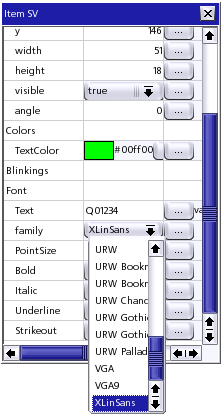 Item SV
y 146 ...
width 51 ...
height 18 ...
visible true
angle 0 ...
Colors
TextColor #00ff00
Blinkings
Font
Text Q01234 ...
family XLinSans ...
PointSize URW ...
Bold URW Bookn
Italic URW Bookn
Underline URW Chanc
Strikeout URW Gothic
URW Gothic
URW Pallad
VGA
VGA9
XLinSans